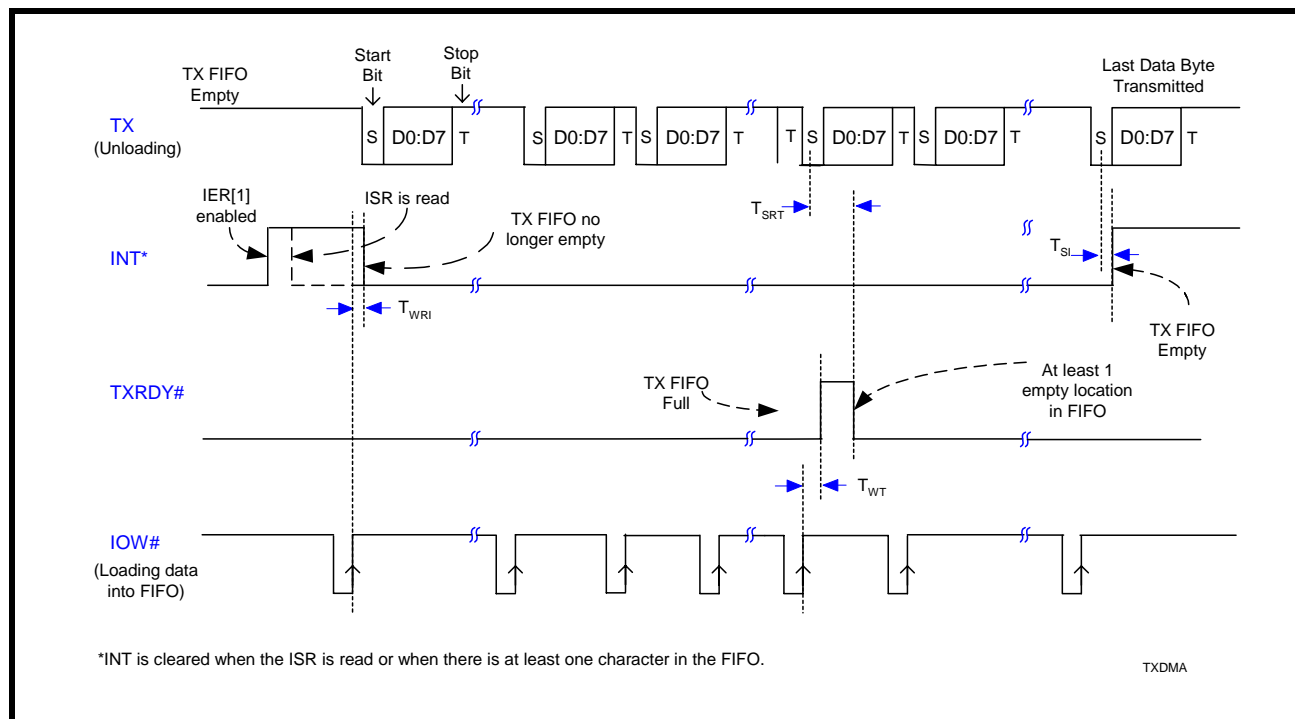 Start
Bit
Stop
Bit
TX FIFO
Empty
Last Data Byte
Transmitted
TX
(Unloading)
S D0:D7 T S D0:D7 T S D0:D7 T T S D0:D7 T S D0:D7 T S D0:D7 T
IER[1]
enabled
ISR is read
TX FIFO no
longer empty
TSRT
INT*
TSI
TWRI
TX FIFO
Empty
TXRDY#
TX FIFO
Full
At least 1
empty location
in FIFO
TWT
IOW#
(Loading data
into FIFO)
*INT is cleared when the ISR is read or when there is at least one character in the FIFO.
TXDMA